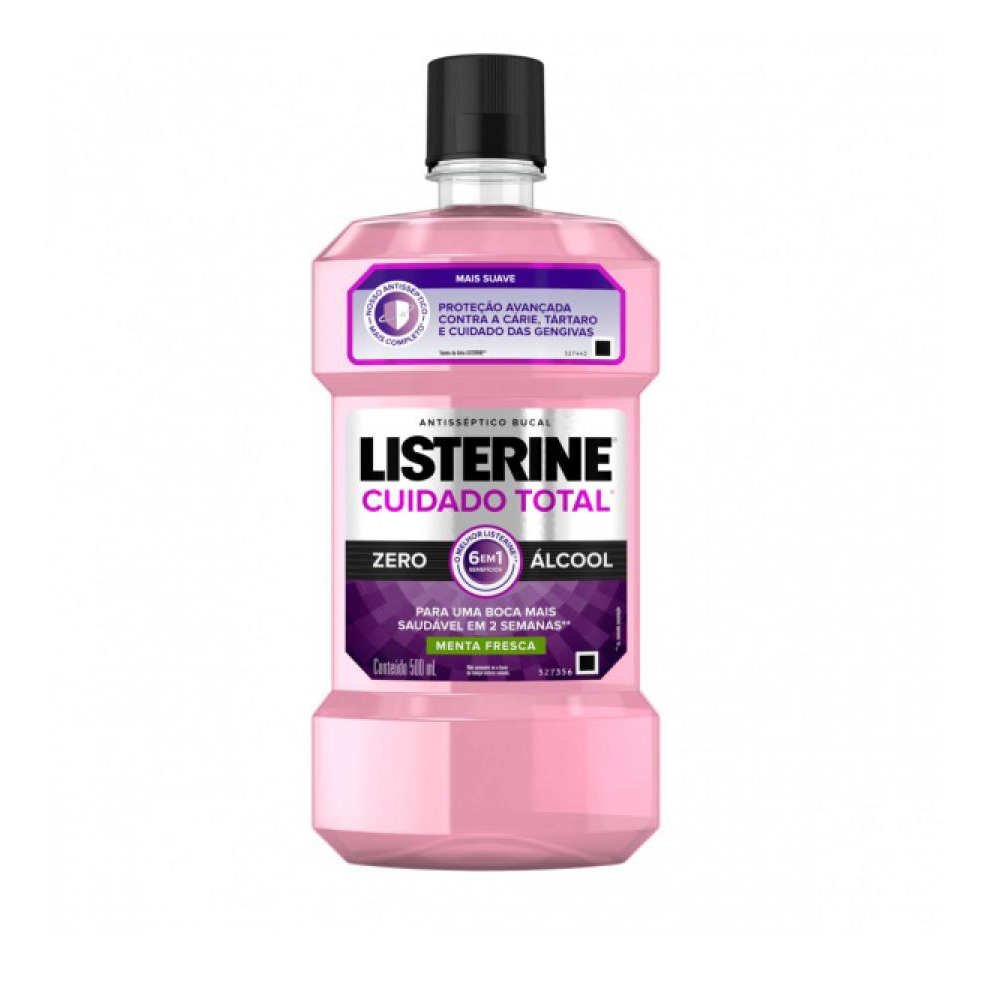 MAIS SUAVE
NOSSO ANTISSÉPTICO
MAIS COMPLETO*
PROTEÇÃO AVANÇADA
CONTRA A CÁRIE, TÁRTARO
E CUIDADO DAS GENGIVAS
527443
ANTISSÉPTICO BUCAL
LISTERINE®
CUIDADO TOTAL®
O MELHOR LISTERINE
ZERO 6 EM 1 ÁLCOOL
BENEFÍCIOS
PARA UMA BOCA MAIS
SAUDÁVEL EM 2 SEMANAS**
MENTA FRESCA
Conteúdo 500 mL
527356